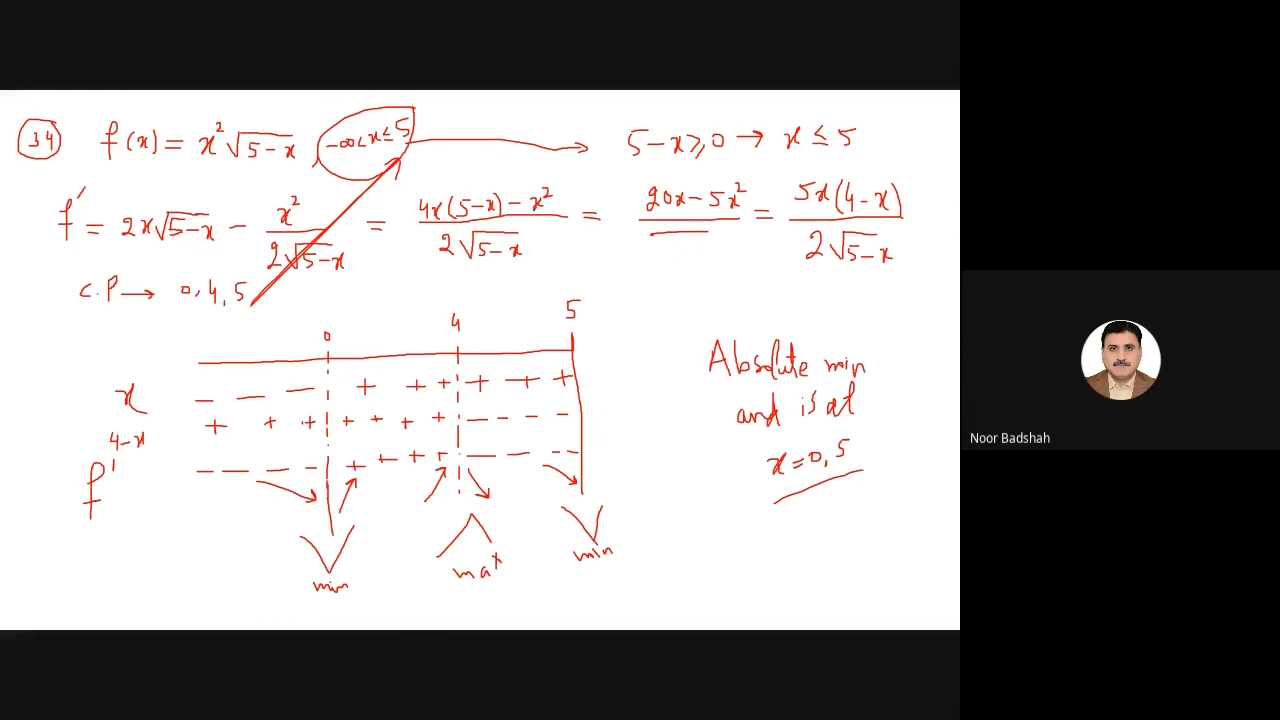 34 f(x) = x²√5-x , -∞<x≤5 → 5-x≥0 → x≤5
f' = 2x√5-x - x²/2√5-x = 4x(5-x)-x²/2√5-x = 20x-5x² = 5x(4-x)/2√5-x
C.P → 0,4,5
0 4 5
x - - - + + + + + +
4-x + + + + + + + - - - -
f' - - - - + + + + - - - -
min max min
Absolute min
and is at
x=0,5
Noor Badshah